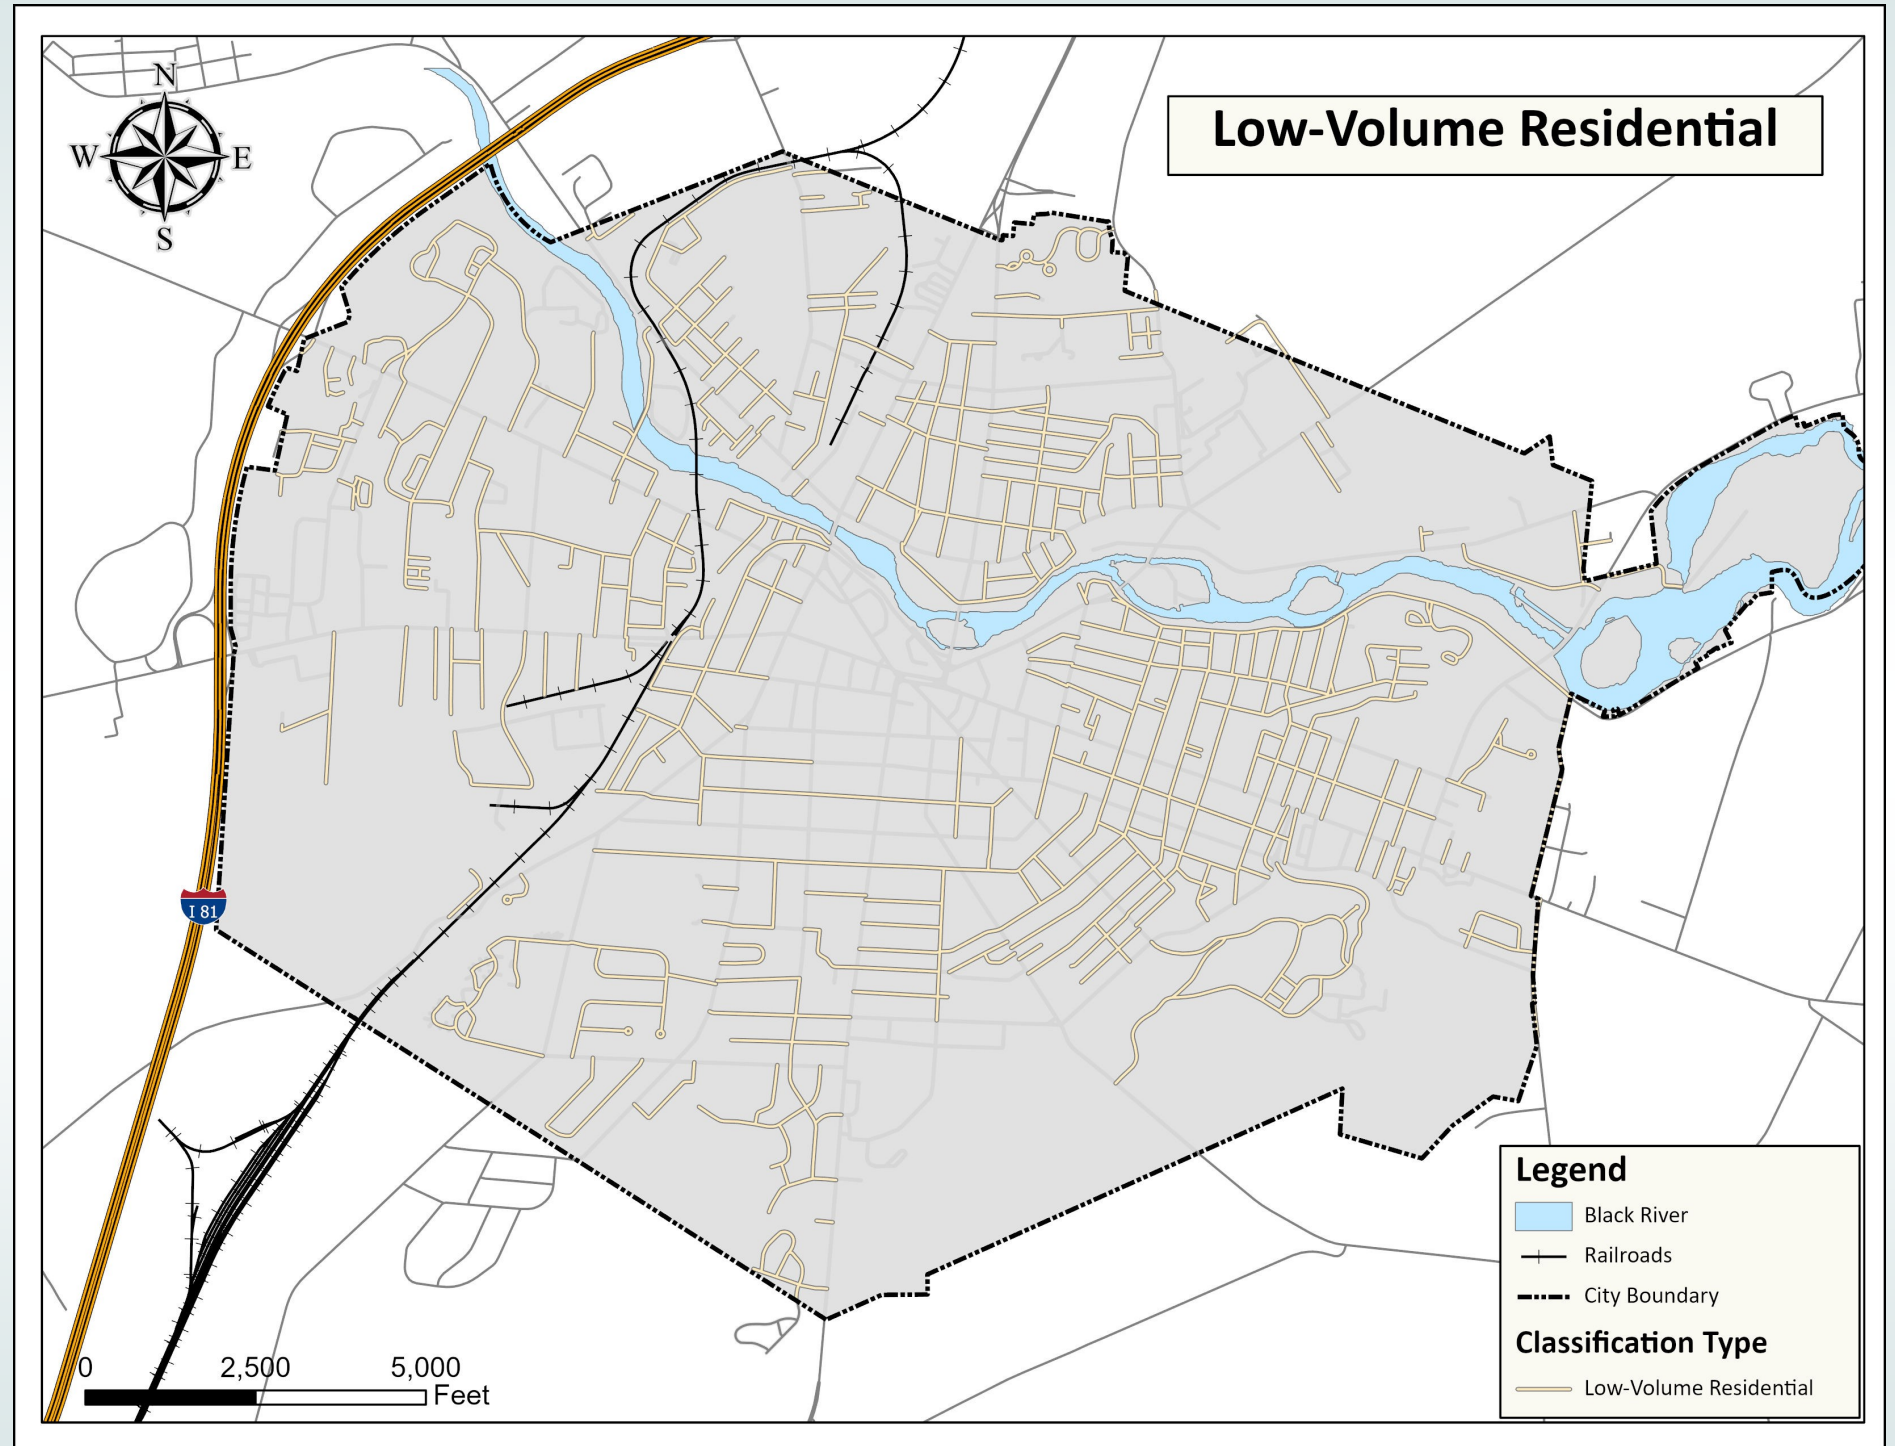 Low-Volume Residential
N
W E
S
I 81
Legend
Black River
Railroads
City Boundary
Classification Type
Low-Volume Residential
0 2,500 5,000
Feet